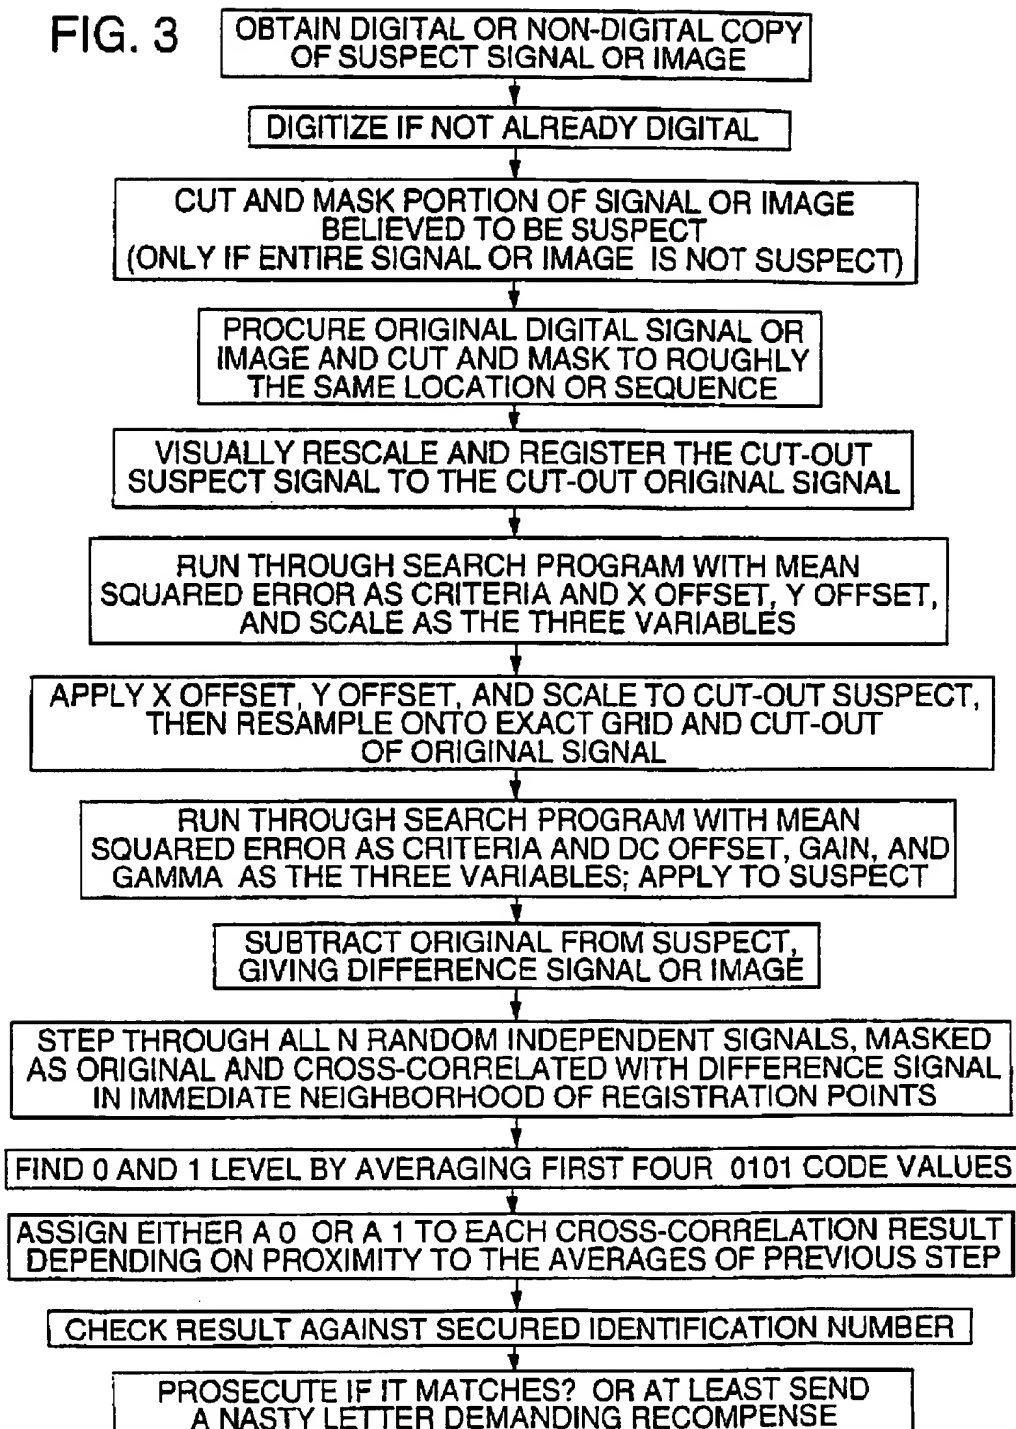 FIG. 3
OBTAIN DIGITAL OR NON-DIGITAL COPY
OF SUSPECT SIGNAL OR IMAGE
DIGITIZE IF NOT ALREADY DIGITAL
CUT AND MASK PORTION OF SIGNAL OR IMAGE
BELIEVED TO BE SUSPECT
(ONLY IF ENTIRE SIGNAL OR IMAGE IS NOT SUSPECT)
PROCURE ORIGINAL DIGITAL SIGNAL OR
IMAGE AND CUT AND MASK TO ROUGHLY
THE SAME LOCATION OR SEQUENCE
VISUALLY RESCALE AND REGISTER THE CUT-OUT
SUSPECT SIGNAL TO THE CUT-OUT ORIGINAL SIGNAL
RUN THROUGH SEARCH PROGRAM WITH MEAN
SQUARED ERROR AS CRITERIA AND X OFFSET, Y OFFSET,
AND SCALE AS THE THREE VARIABLES
APPLY X OFFSET, Y OFFSET, AND SCALE TO CUT-OUT SUSPECT,
THEN RESAMPLE ONTO EXACT GRID AND CUT-OUT
OF ORIGINAL SIGNAL
RUN THROUGH SEARCH PROGRAM WITH MEAN
SQUARED ERROR AS CRITERIA AND DC OFFSET, GAIN, AND
GAMMA AS THE THREE VARIABLES; APPLY TO SUSPECT
SUBTRACT ORIGINAL FROM SUSPECT,
GIVING DIFFERENCE SIGNAL OR IMAGE
STEP THROUGH ALL N RANDOM INDEPENDENT SIGNALS, MASKED
AS ORIGINAL AND CROSS-CORRELATED WITH DIFFERENCE SIGNAL
IN IMMEDIATE NEIGHBORHOOD OF REGISTRATION POINTS
FIND 0 AND 1 LEVEL BY AVERAGING FIRST FOUR 0101 CODE VALUES
ASSIGN EITHER A 0 OR A 1 TO EACH CROSS-CORRELATION RESULT
DEPENDING ON PROXIMITY TO THE AVERAGES OF PREVIOUS STEP
CHECK RESULT AGAINST SECURED IDENTIFICATION NUMBER
PROSECUTE IF IT MATCHES? OR AT LEAST SEND
A NASTY LETTER DEMANDING RECOMPENSE